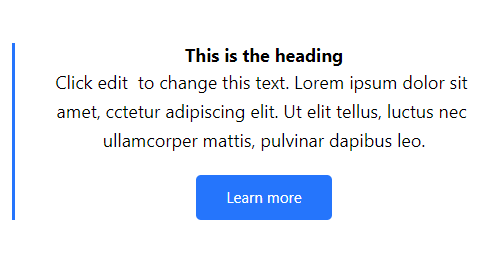 This is the heading
Click edit  to change this text. Lorem ipsum dolor sit
amet, cctetur adipiscing elit. Ut elit tellus, luctus nec
ullamcorper mattis, pulvinar dapibus leo.
Learn more